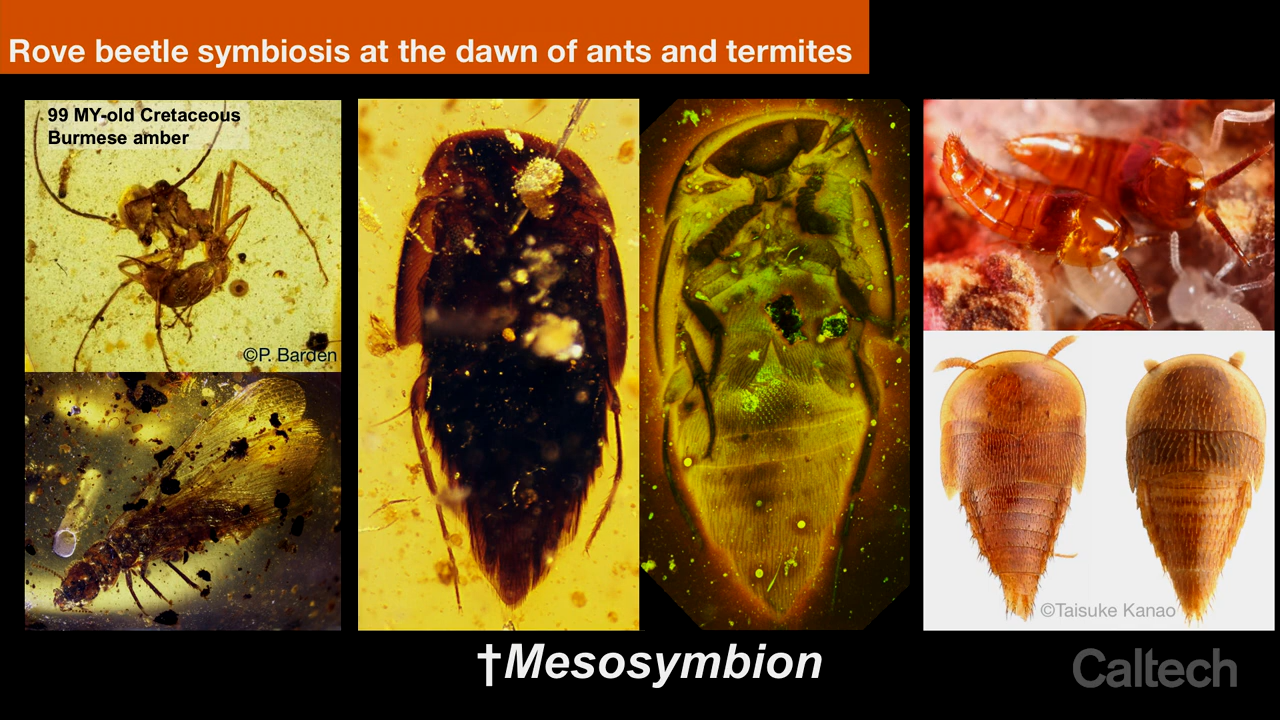 Rove beetle symbiosis at the dawn of ants and termites
99 MY-old Cretaceous
Burmese amber
©P. Barden
©Taisuke Kanao
†Mesosymbion
Caltech